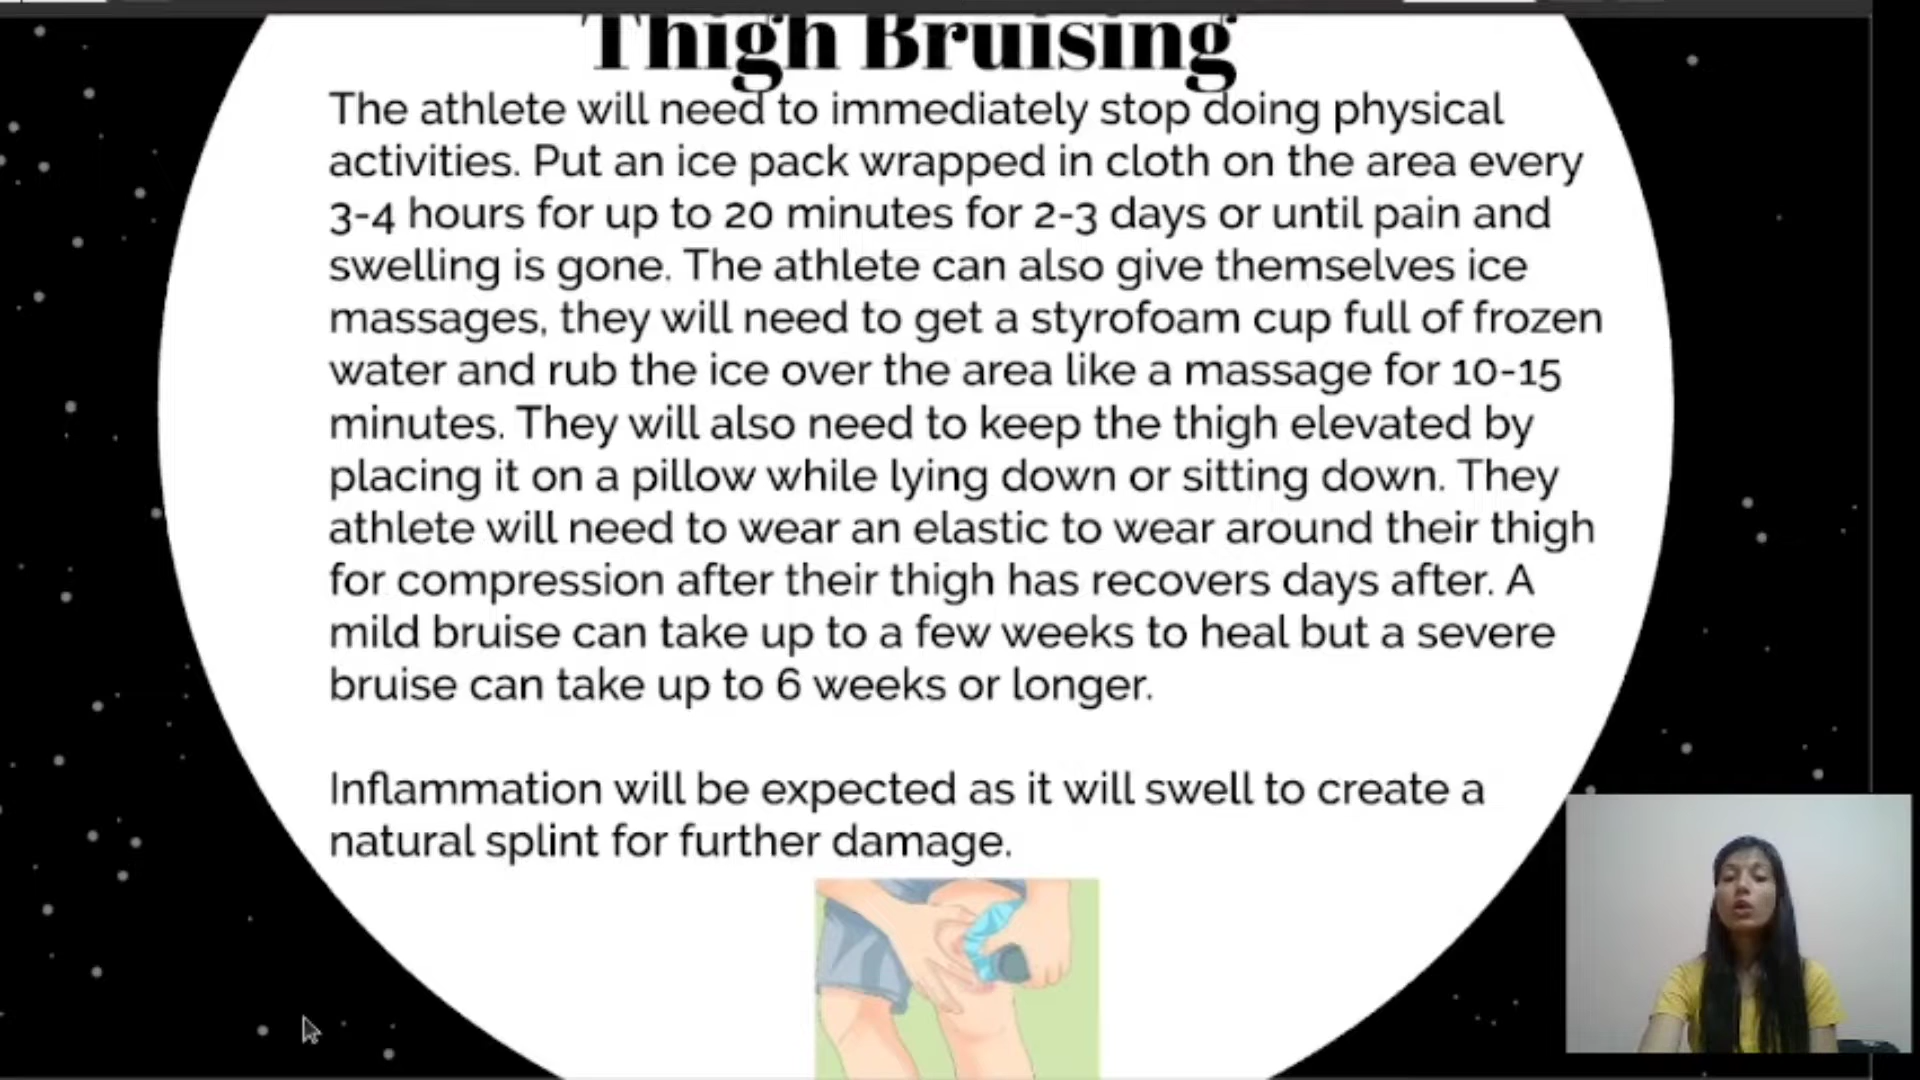 Thigh Bruising
The athlete will need to immediately stop doing physical
activities. Put an ice pack wrapped in cloth on the area every
3-4 hours for up to 20 minutes for 2-3 days or until pain and
swelling is gone. The athlete can also give themselves ice
massages, they will need to get a styrofoam cup full of frozen
water and rub the ice over the area like a massage for 10-15
minutes. They will also need to keep the thigh elevated by
placing it on a pillow while lying down or sitting down. They
athlete will need to wear an elastic to wear around their thigh
for compression after their thigh has recovers days after. A
mild bruise can take up to a few weeks to heal but a severe
bruise can take up to 6 weeks or longer.
Inflammation will be expected as it will swell to create a
natural splint for further damage.